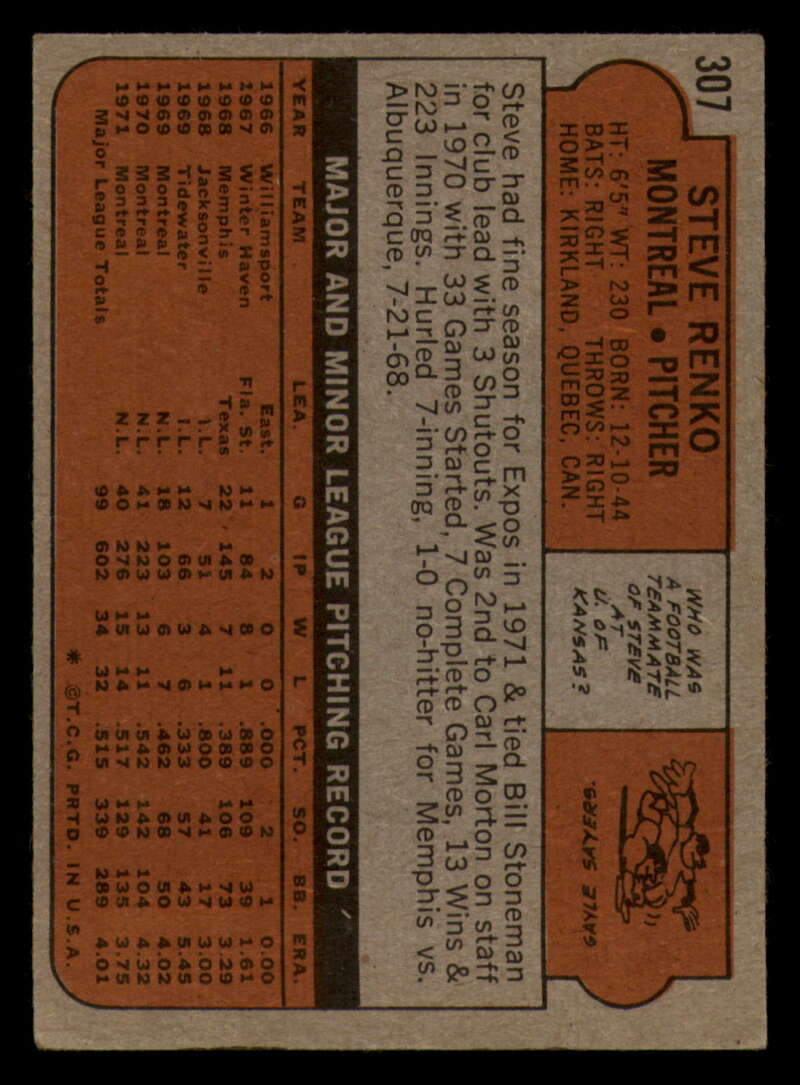 307
STEVE RENKO
MONTREAL • PITCHER
HT: 6'5" WT: 230 BORN: 12-10-44
BATS: RIGHT THROWS: RIGHT
HOME: KIRKLAND, QUEBEC, CAN.
WHO WAS
A FOOTBALL
TEAMMATE
OF STEVE
AT
U. OF
KANSAS?
GAYLE SAYERS.
Steve had fine season for Expos in 1971 & tied Bill Stoneman
for club lead with 3 Shutouts. Was 2nd to Carl Morton on staff
in 1970 with 33 Games Started, 7 Complete Games, 13 Wins &
223 Innings. Hurled 7-inning, 1-0 no-hitter for Memphis vs.
Albuquerque, 7-21-68.
MAJOR AND MINOR LEAGUE PITCHING RECORD
YEAR TEAM LEA. G IP W L PCT. SO. BB. ERA.
1966 Williamsport East. 1 2 0 0 .000 2 1 0.00
1967 Winter Haven Fla. St. 11 84 8 1 .889 109 39 1.61
1968 Memphis Texas 22 145 7 11 .389 106 73 3.29
1968 Jacksonville I.L. 7 51 4 1 .800 41 17 3.00
1969 Tidewater I.L. 12 66 3 6 .333 57 43 5.45
1969 Montreal N.L. 18 103 6 7 .462 68 50 4.02
1970 Montreal N.L. 41 223 13 11 .542 142 104 4.32
1971 Montreal N.L. 40 276 15 14 .517 129 135 3.75
Major League Totals 99 602 34 32 .515 339 289 4.01
* ©T.C.G. PRTD. IN U.S.A.